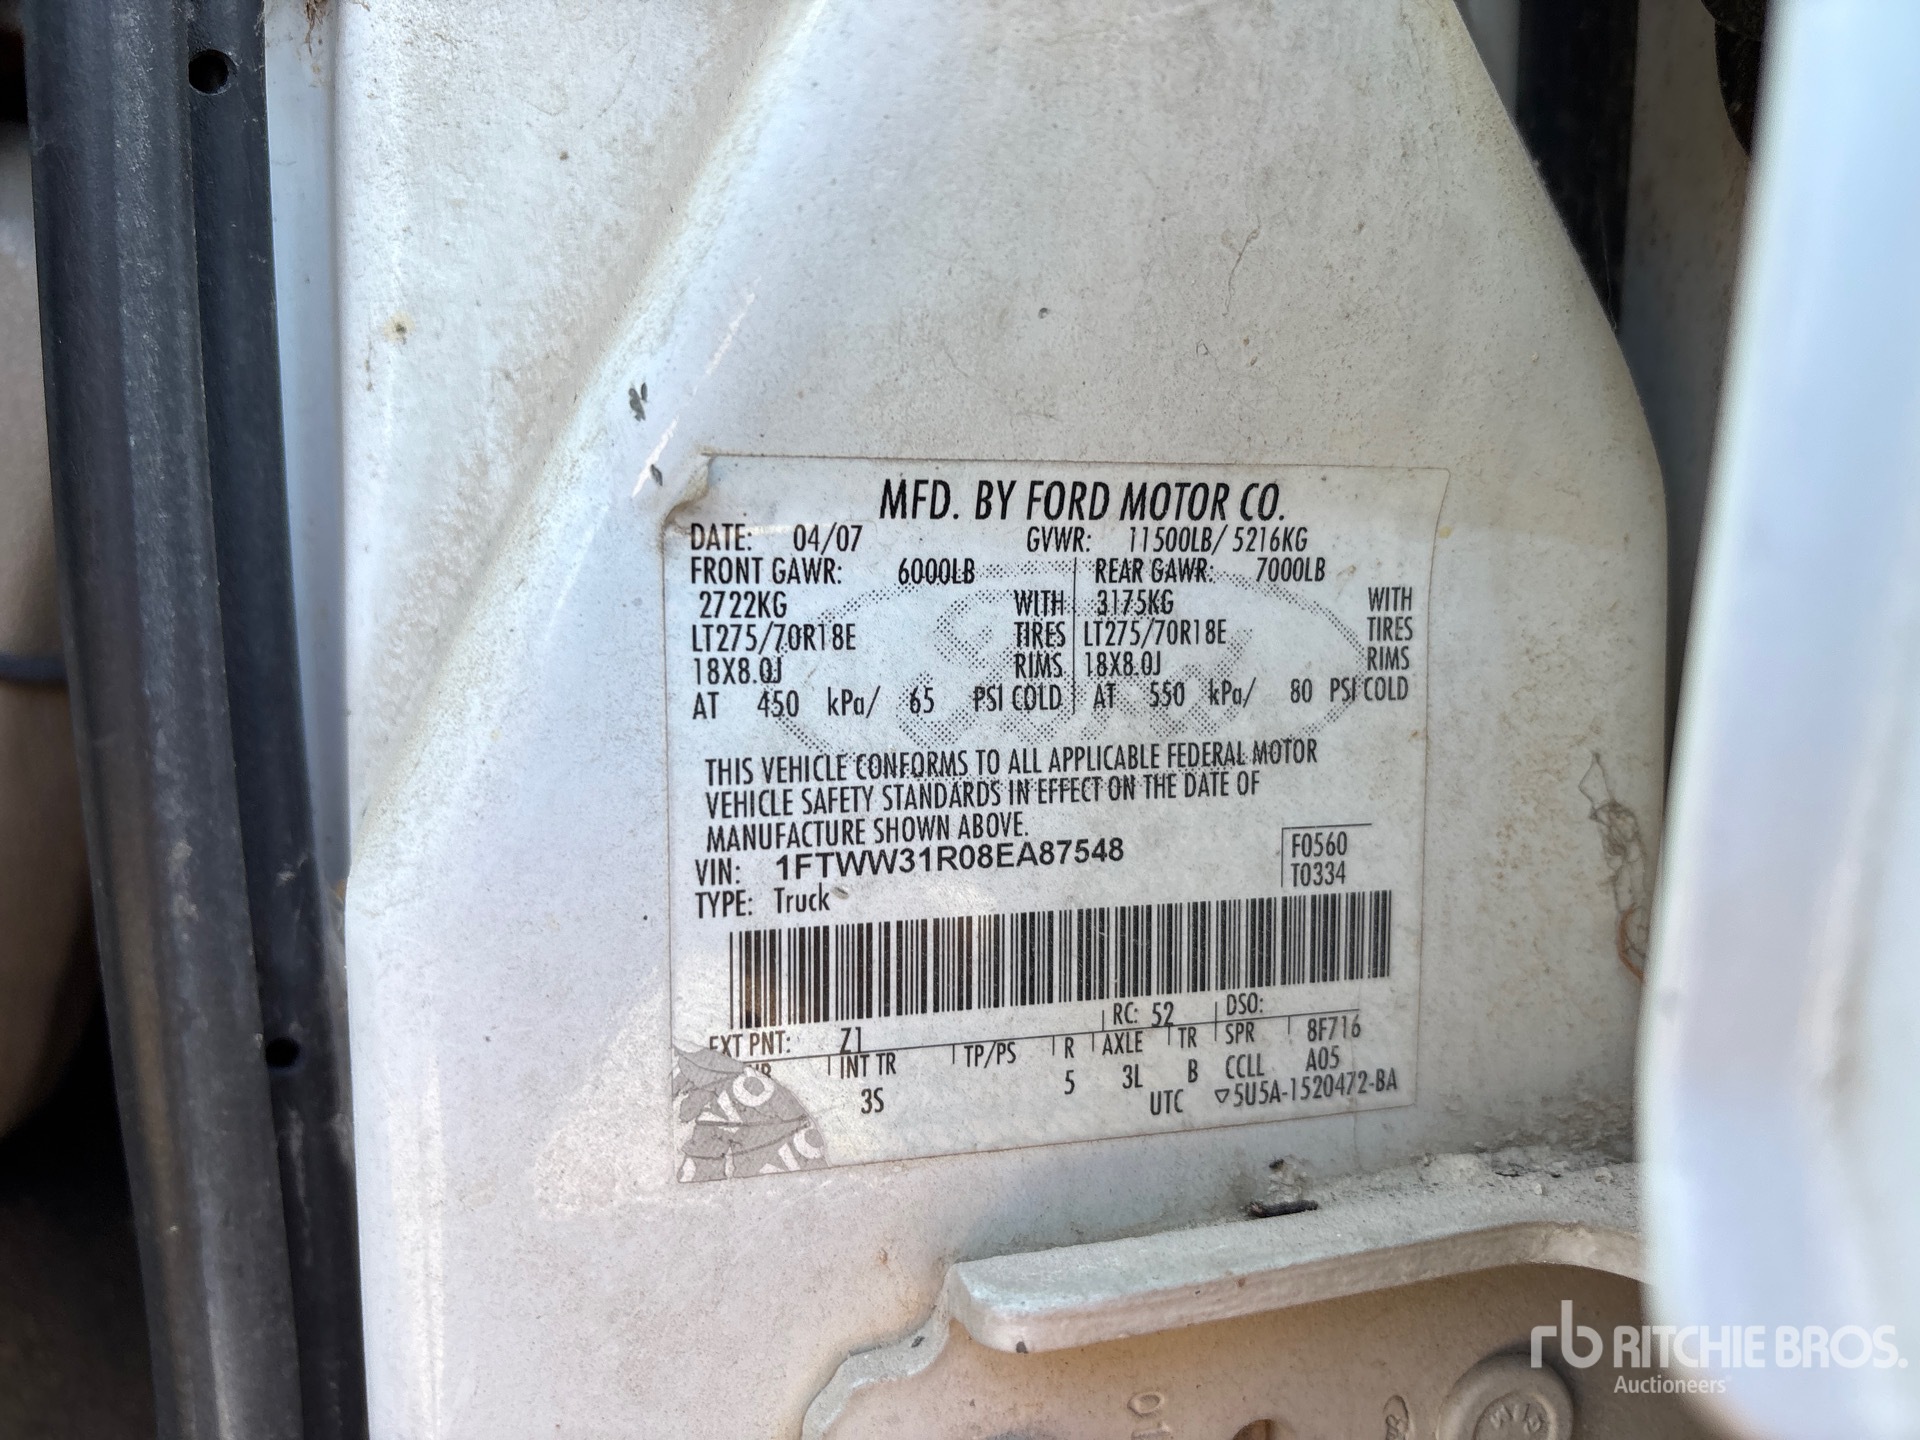 MFD. BY FORD MOTOR CO.
DATE: 04/07 GVWR: 11500LB/ 5216KG
FRONT GAWR: 6000LB REAR GAWR: 7000LB
2722KG WITH 3175KG WITH
LT275/70R18E TIRES LT275/70R18E TIRES
18X8.0J RIMS 18X8.0J RIMS
AT 450 kPa/ 65 PSI COLD AT 550 kPa/ 80 PSI COLD
THIS VEHICLE CONFORMS TO ALL APPLICABLE FEDERAL MOTOR
VEHICLE SAFETY STANDARDS IN EFFECT ON THE DATE OF
MANUFACTURE SHOWN ABOVE.
VIN: 1FTWW31R08EA87548 F0560
TYPE: Truck T0334
EXT PNT: Z1 RC: 52 DSO:
INT TR TP/PS R AXLE TR SPR 8F716
3S 5 3L B CCLL A05
UTC ▽5U5A-1520472-BA
rb RITCHIE BROS.
Auctioneers